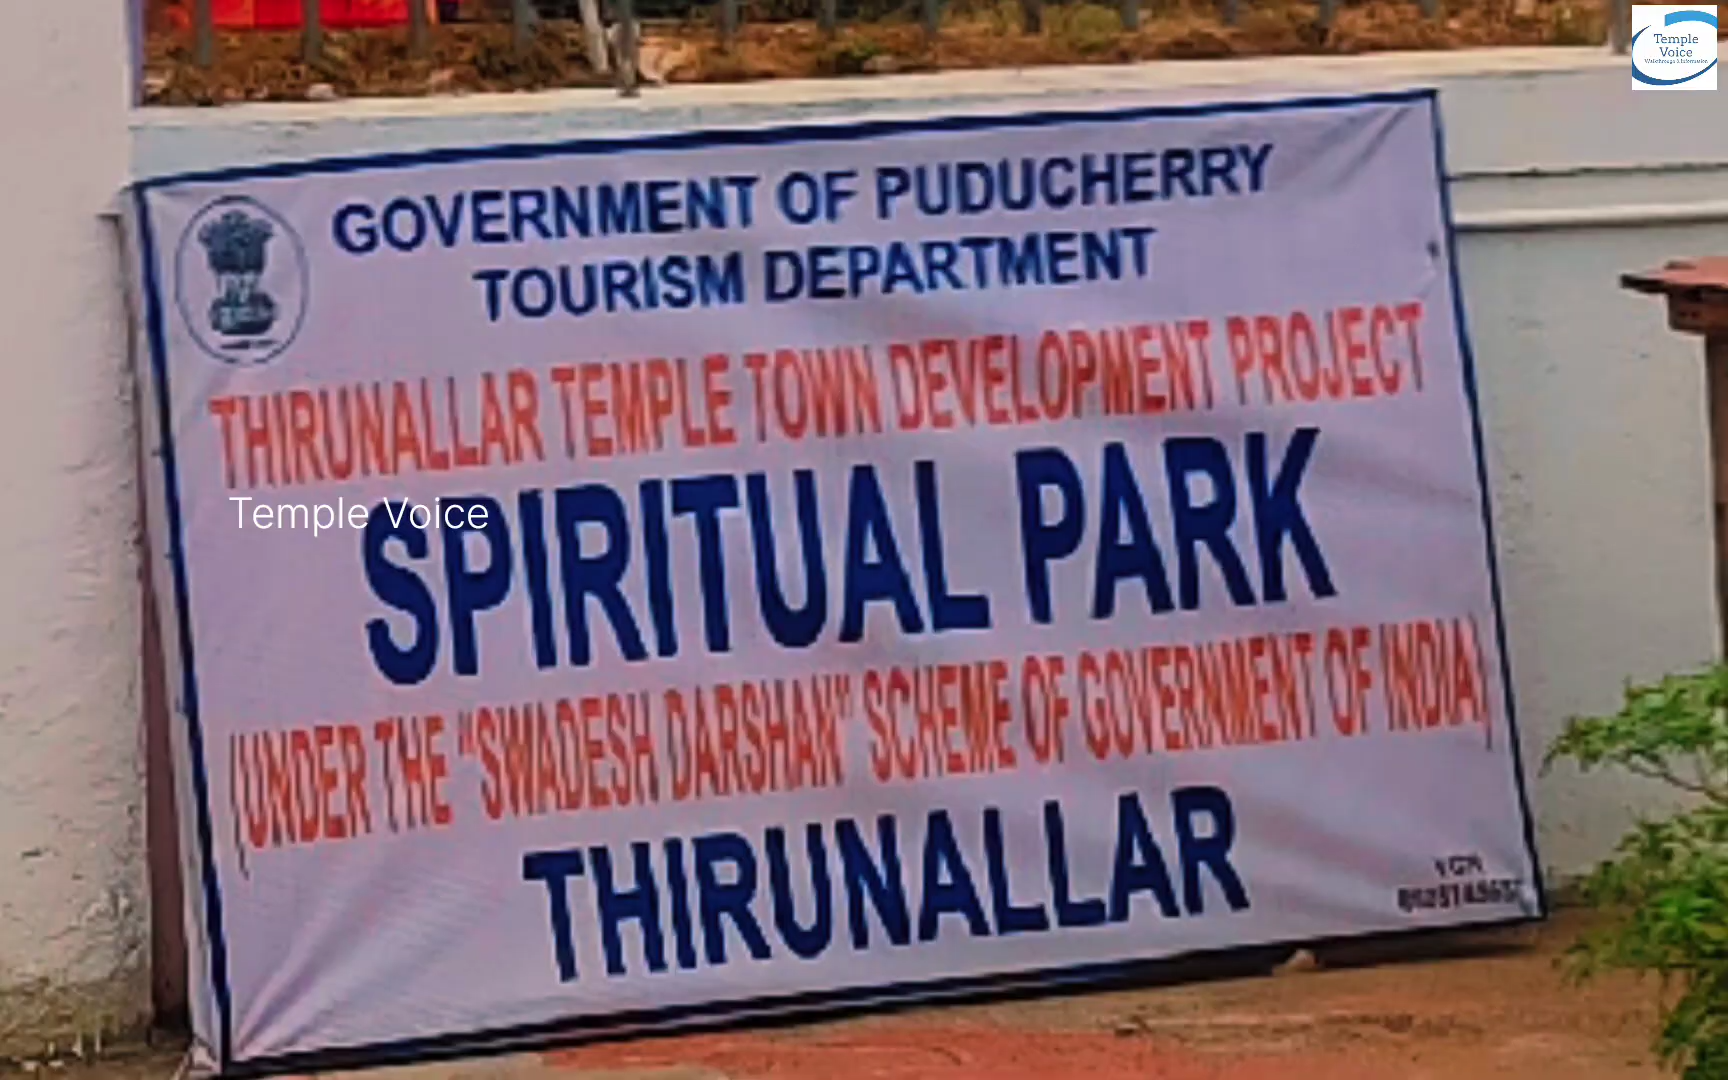 Temple
Voice
GOVERNMENT OF PUDUCHERRY
TOURISM DEPARTMENT
THIRUNALLAR TEMPLE TOWN DEVELOPMENT PROJECT
Temple Voice
SPIRITUAL PARK
(UNDER THE "SWADESH DARSHAN" SCHEME OF GOVERNMENT OF INDIA)
THIRUNALLAR